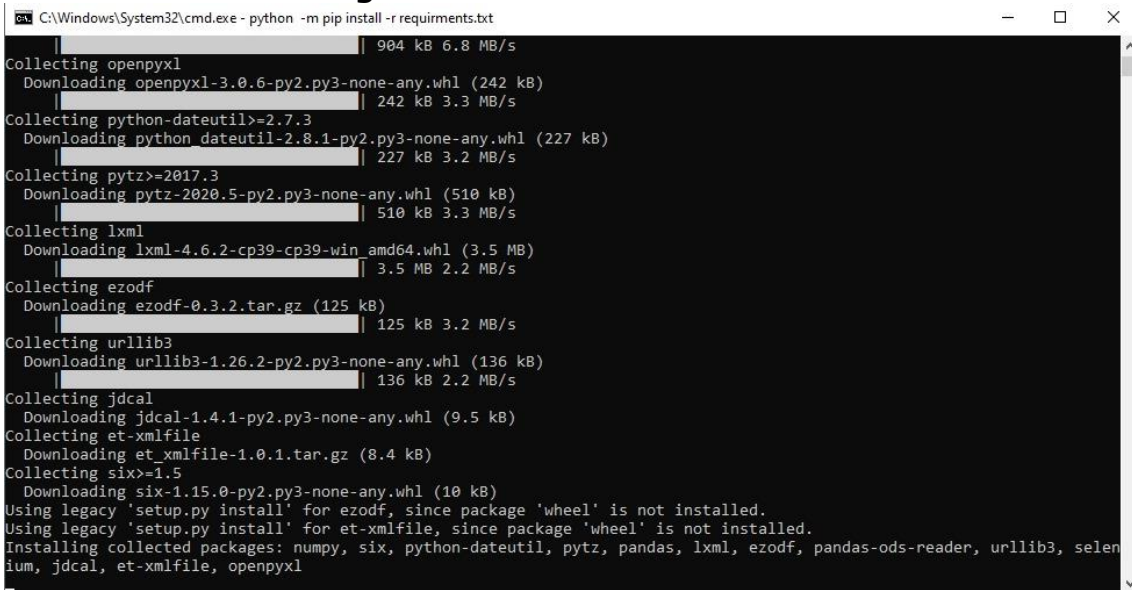 C:\Windows\System32\cmd.exe - python -m pip install -r requirments.txt
| | 904 kB 6.8 MB/s
Collecting openpyxl
Downloading openpyxl-3.0.6-py2.py3-none-any.whl (242 kB)
| | 242 kB 3.3 MB/s
Collecting python-dateutil>=2.7.3
Downloading python_dateutil-2.8.1-py2.py3-none-any.whl (227 kB)
| | 227 kB 3.2 MB/s
Collecting pytz>=2017.3
Downloading pytz-2020.5-py2.py3-none-any.whl (510 kB)
| | 510 kB 3.3 MB/s
Collecting lxml
Downloading lxml-4.6.2-cp39-cp39-win_amd64.whl (3.5 MB)
| | 3.5 MB 2.2 MB/s
Collecting ezodf
Downloading ezodf-0.3.2.tar.gz (125 kB)
| | 125 kB 3.2 MB/s
Collecting urllib3
Downloading urllib3-1.26.2-py2.py3-none-any.whl (136 kB)
| | 136 kB 2.2 MB/s
Collecting jdcal
Downloading jdcal-1.4.1-py2.py3-none-any.whl (9.5 kB)
Collecting et-xmlfile
Downloading et_xmlfile-1.0.1.tar.gz (8.4 kB)
Collecting six>=1.5
Downloading six-1.15.0-py2.py3-none-any.whl (10 kB)
Using legacy 'setup.py install' for ezodf, since package 'wheel' is not installed.
Using legacy 'setup.py install' for et-xmlfile, since package 'wheel' is not installed.
Installing collected packages: numpy, six, python-dateutil, pytz, pandas, lxml, ezodf, pandas-ods-reader, urllib3, selen
ium, jdcal, et-xmlfile, openpyxl